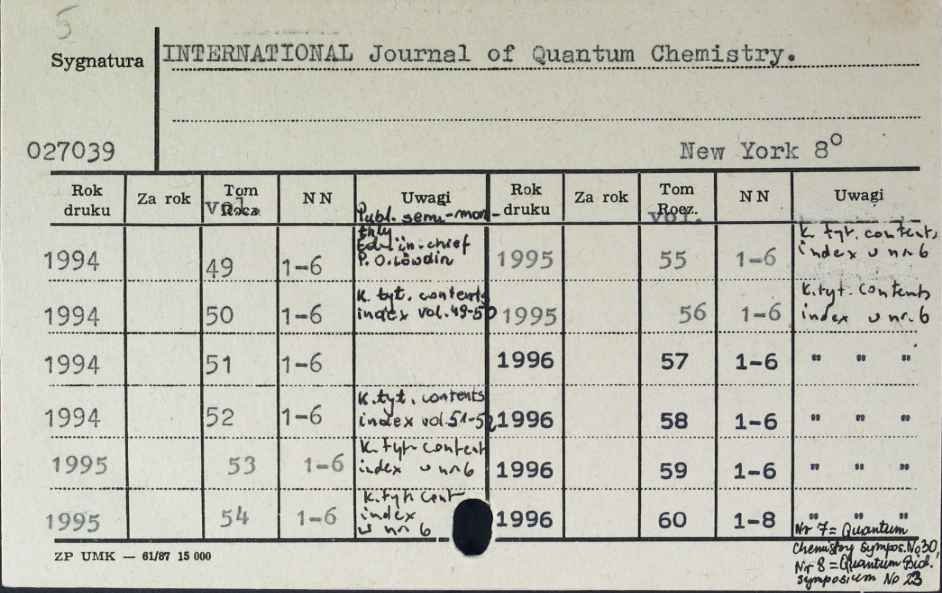 5
Sygnatura INTERNATIONAL Journal of Quantum Chemistry.
027039 New York 8°
Rok druku Za rok Tom Rocz. vol. N N Uwagi Rok druku Za rok Tom Rocz. vol. N N Uwagi
1994 49 1-6 Publ. semi-monthly Ed.-in-chief P.O.Löwdin 1995 55 1-6 K. tyt. contents, index w nr 6
1994 50 1-6 K. tyt. contents index vol. 49-50 1995 56 1-6 K. tyt. contents index w nr. 6
1994 51 1-6 1996 57 1-6 " " "
1994 52 1-6 K. tyt. contents index vol. 51-52 1996 58 1-6 " " "
1995 53 1-6 K. tyt. content index w nr 6 1996 59 1-6 " " "
1995 54 1-6 K. tyt. cont index w nr 6 1996 60 1-8 " " "
Nr 7 = Quantum
Chemistry sympos. No 30,
Nr 8 = Quantum Biol.
symposium No 23
ZP UMK — 61/87 15 000